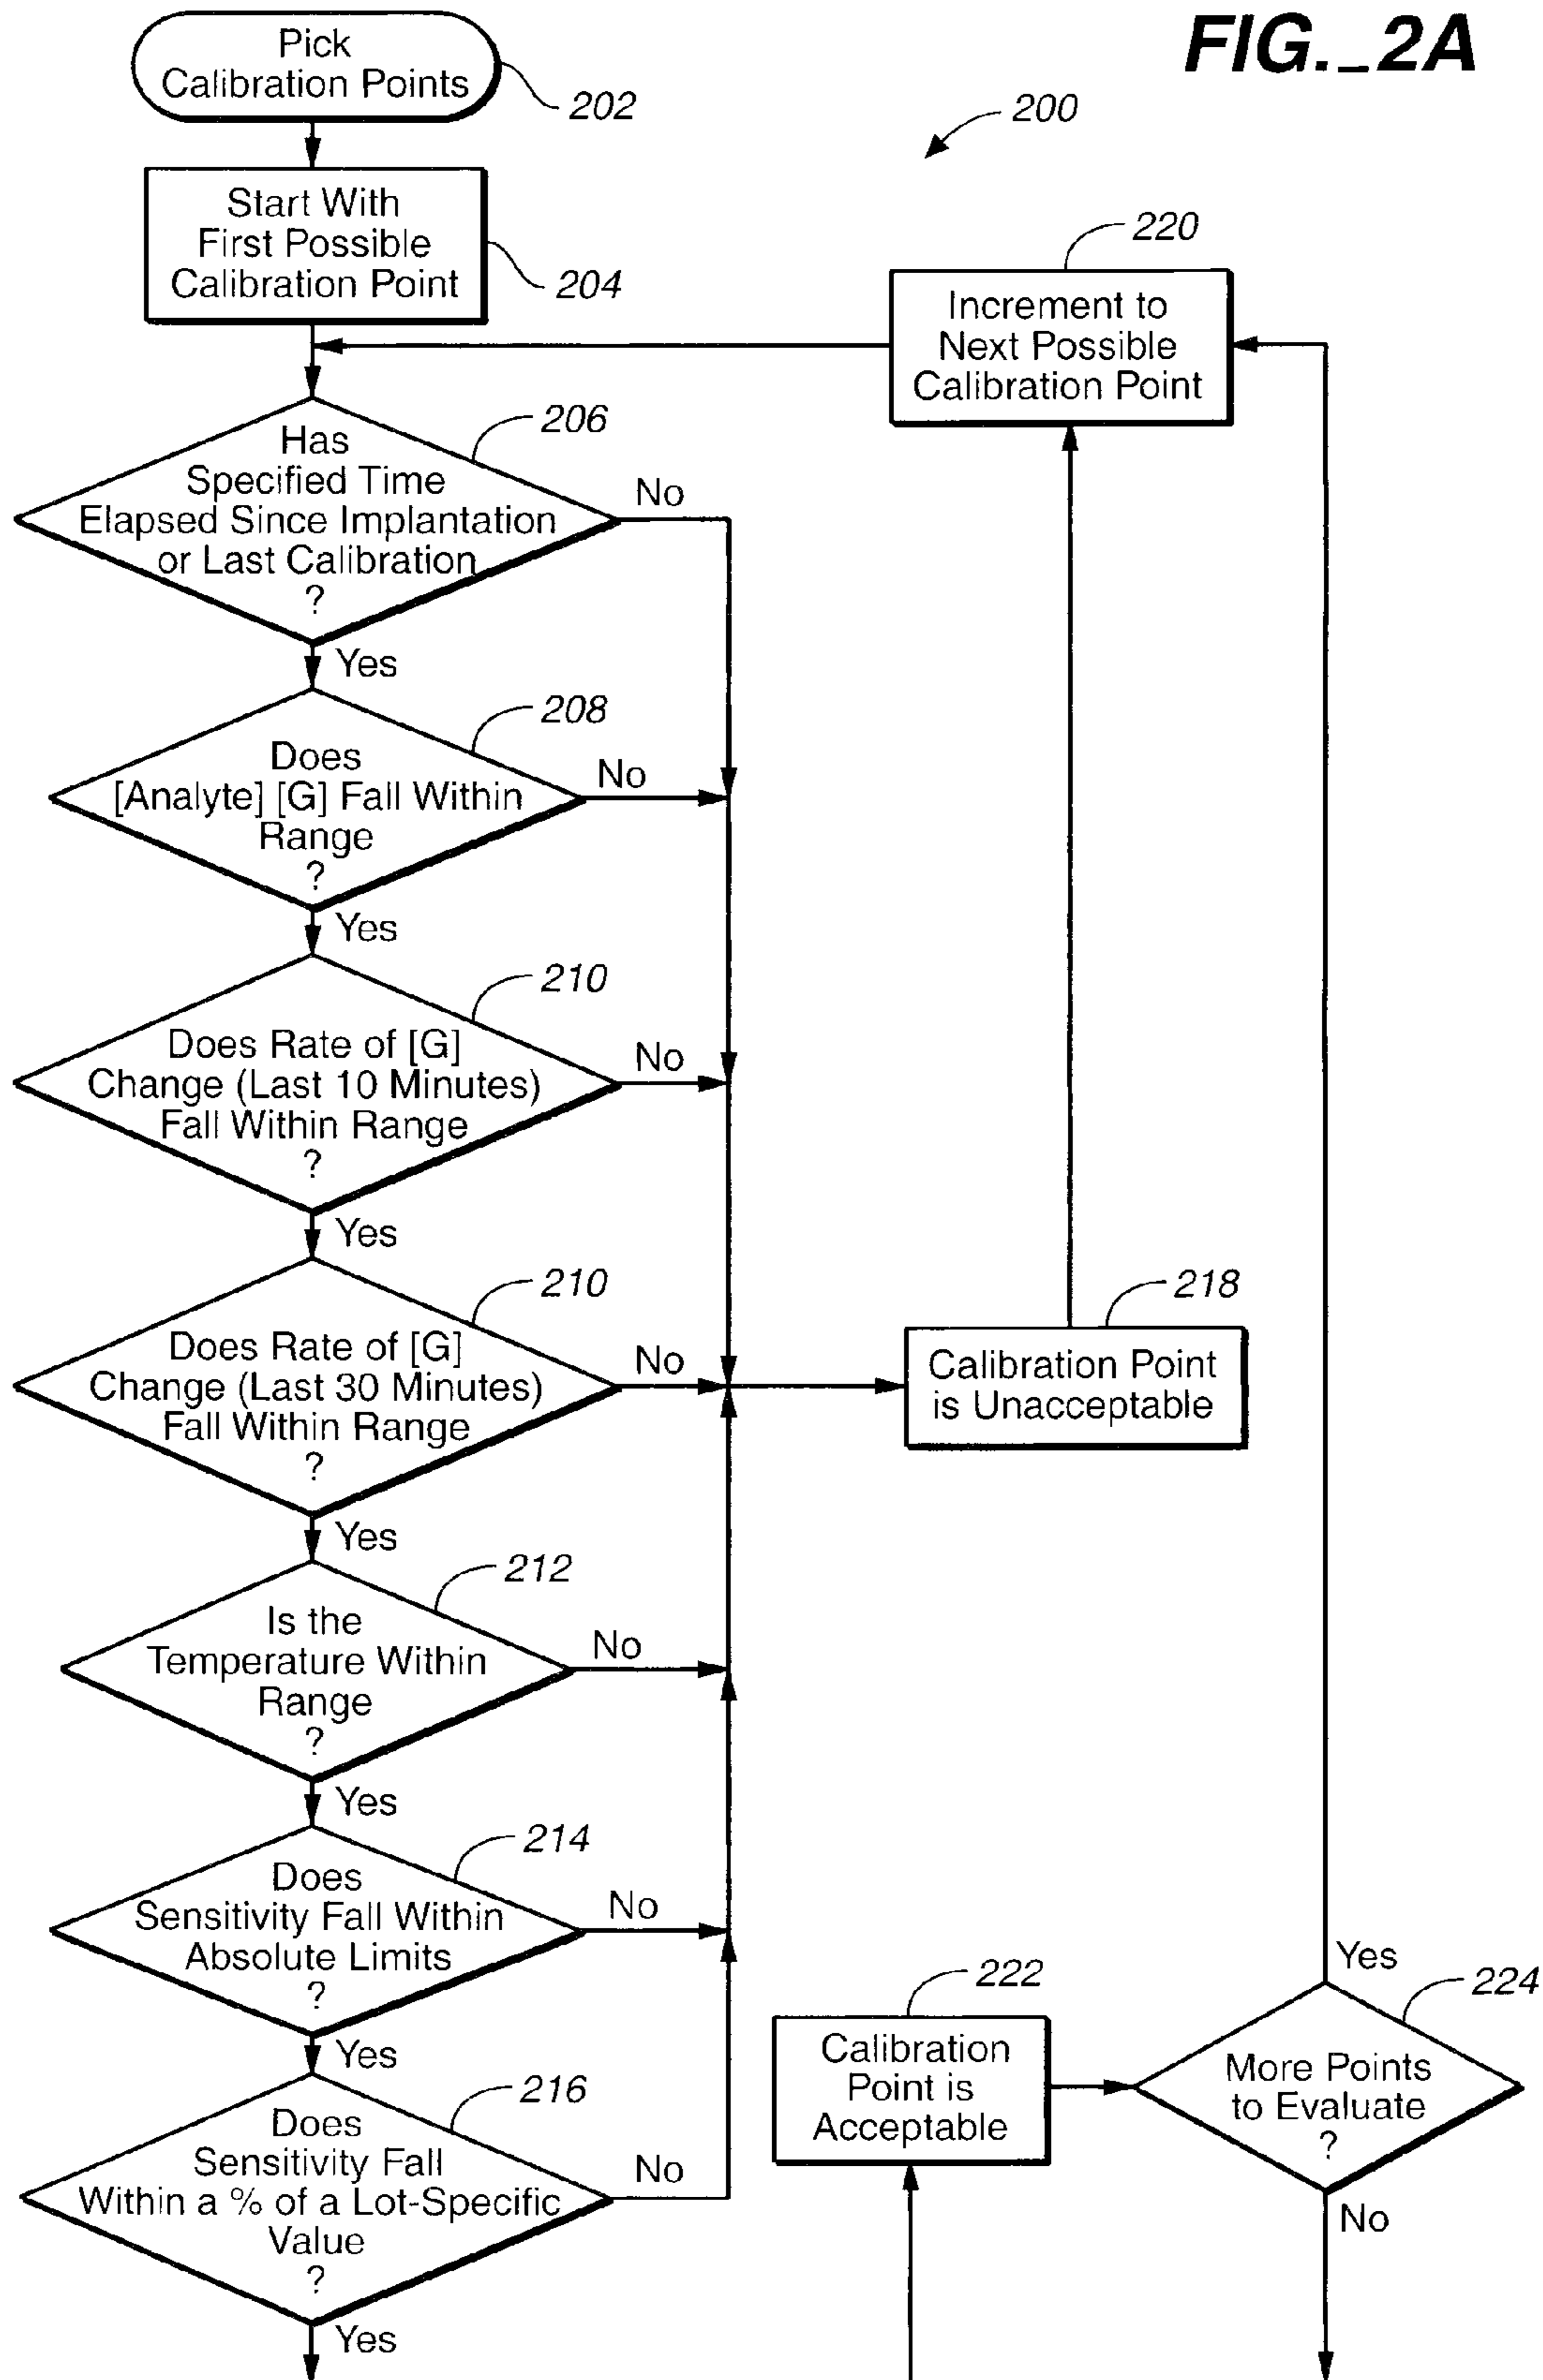 FIG._2A
Pick
Calibration Points
202
200
Start With
First Possible
Calibration Point
204
220
Increment to
Next Possible
Calibration Point
206
Has
Specified Time
Elapsed Since Implantation
or Last Calibration
?
No
Yes
208
Does
[Analyte] [G] Fall Within
Range
?
No
Yes
210
Does Rate of [G]
Change (Last 10 Minutes)
Fall Within Range
?
No
Yes
210
Does Rate of [G]
Change (Last 30 Minutes)
Fall Within Range
?
No
Yes
218
Calibration Point
is Unacceptable
212
Is the
Temperature Within
Range
?
No
Yes
214
Does
Sensitivity Fall Within
Absolute Limits
?
No
Yes
216
Does
Sensitivity Fall
Within a % of a Lot-Specific
Value
?
No
Yes
222
Calibration
Point is
Acceptable
Yes
224
More Points
to Evaluate
?
No